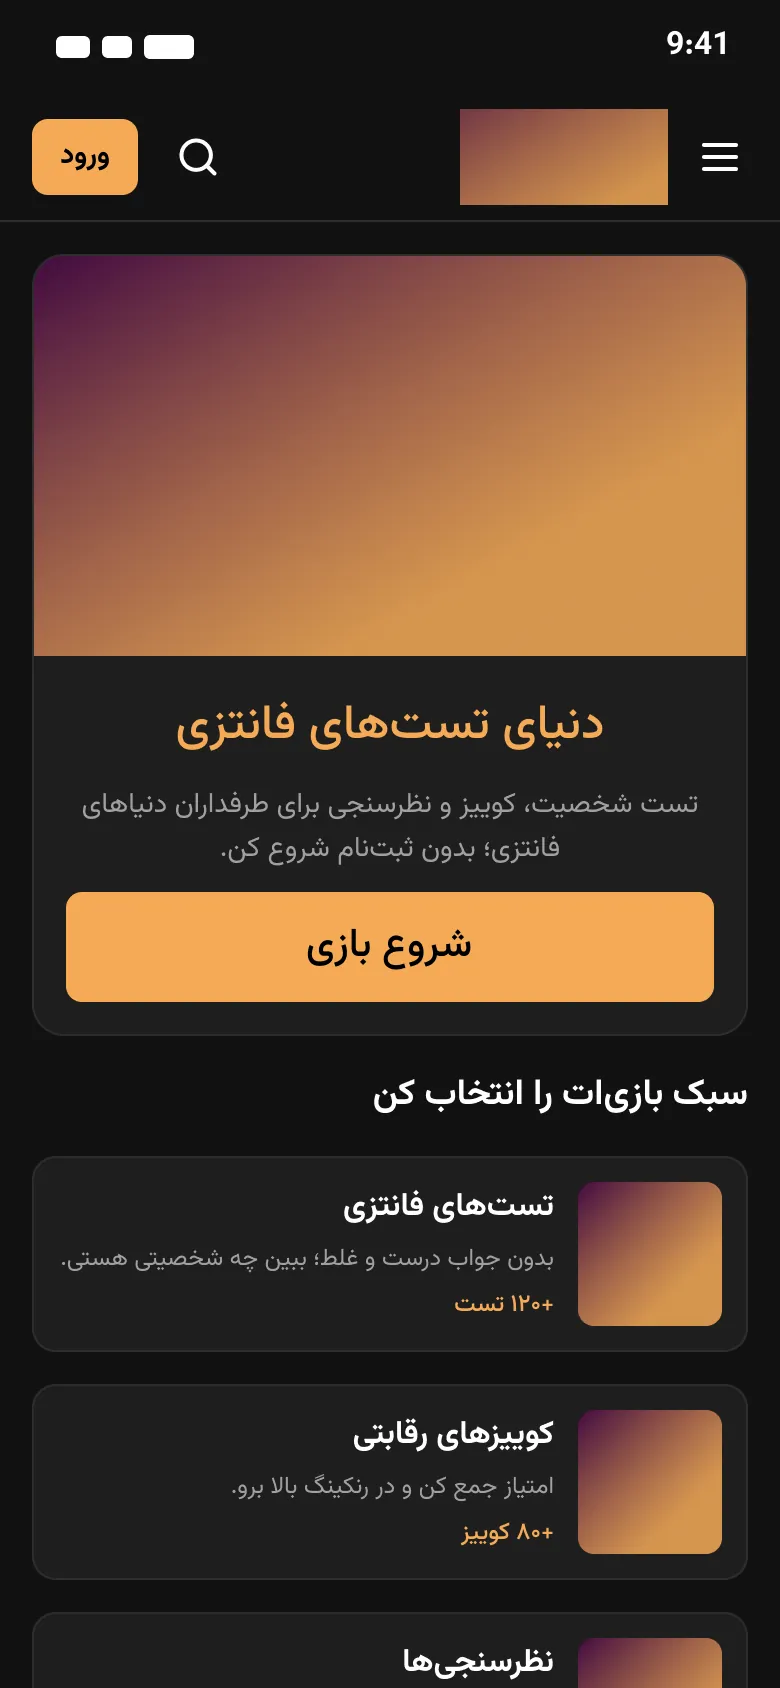 9:41
ورود
دنیای تست‌های فانتزی
تست شخصیت، کوییز و نظرسنجی برای طرفداران دنیاهای
فانتزی؛ بدون ثبت‌نام شروع کن.
شروع بازی
سبک بازی‌ات را انتخاب کن
تست‌های فانتزی
بدون جواب درست و غلط؛ ببین چه شخصیتی هستی.
+۱۲۰ تست
کوییزهای رقابتی
امتیاز جمع کن و در رنکینگ بالا برو.
+۸۰ کوییز
نظرسنجی‌ها